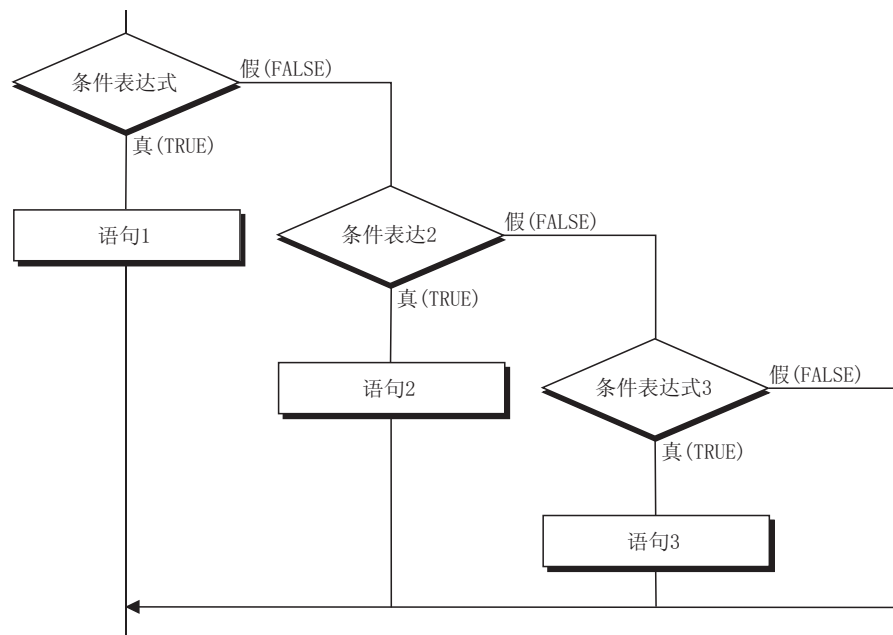 条件表达式
假(FALSE)
真(TRUE)
语句1
条件表达2
假(FALSE)
真(TRUE)
语句2
条件表达式3
假(FALSE)
真(TRUE)
语句3